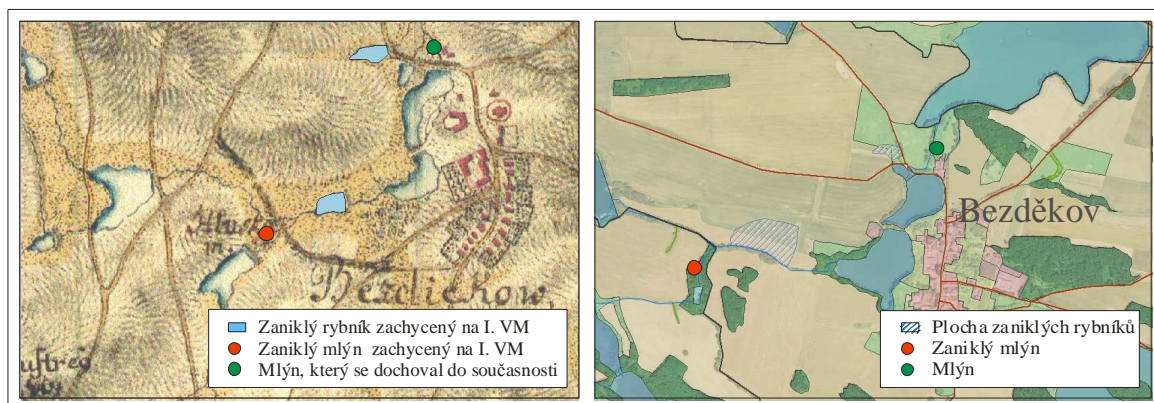 Bezdiekow,
Zaniklý rybník zachycený na I. VM
Zaniklý mlýn zachycený na I. VM
Mlýn, který se dochoval do současnosti
Bezděkov
Plocha zaniklých rybníků
Zaniklý mlýn
Mlýn